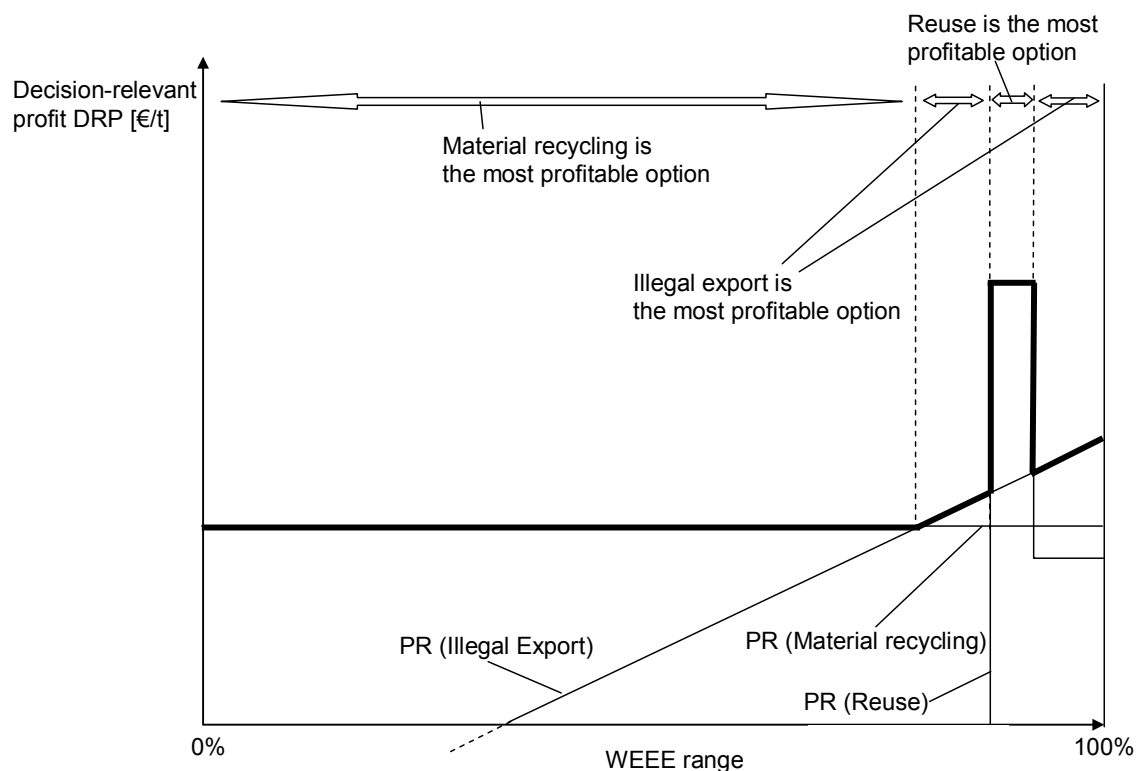 Reuse is the most
profitable option
Decision-relevant
profit DRP [€/t]
Material recycling is
the most profitable option
Illegal export is
the most profitable option
PR (Illegal Export)
PR (Material recycling)
PR (Reuse)
0%
WEEE range
100%